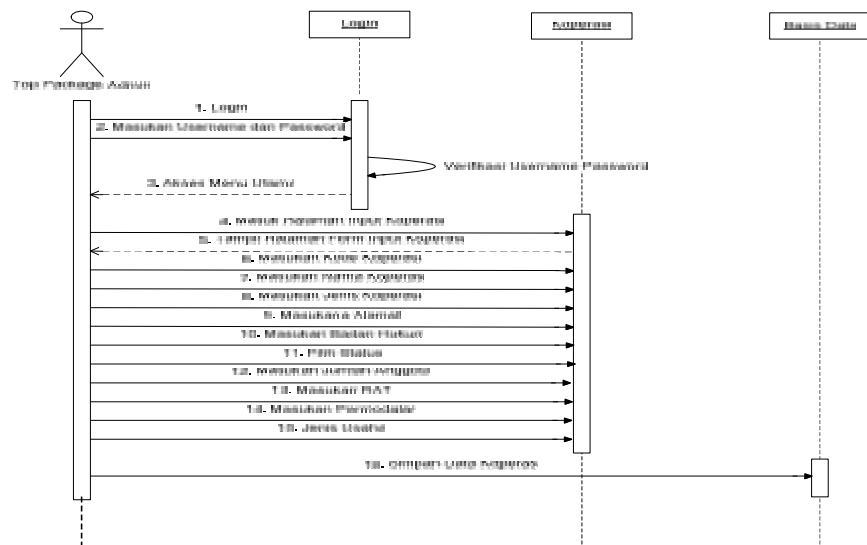 Login
Koperasi
Basis Data
Top Package Admin
1. Login
2. Masukan Username dan Password
Verifikasi Username Password
3. Akses Menu Utama
4. Masuk Halaman Input Koperasi
5. Tampil Halaman Form Input Koperasi
6. Masukan Kode Koperasi
7. Masukan Nama Koperasi
8. Masukan Jenis Koperasi
9. Masukana Alamat
10. Masukan Badan Hukum
11. Pilih Status
12. Masukan Jumlah Anggota
13. Masukan RAT
14. Masukan Permodalan
15. Jenis Usaha
16. Simpan Data Koperasi